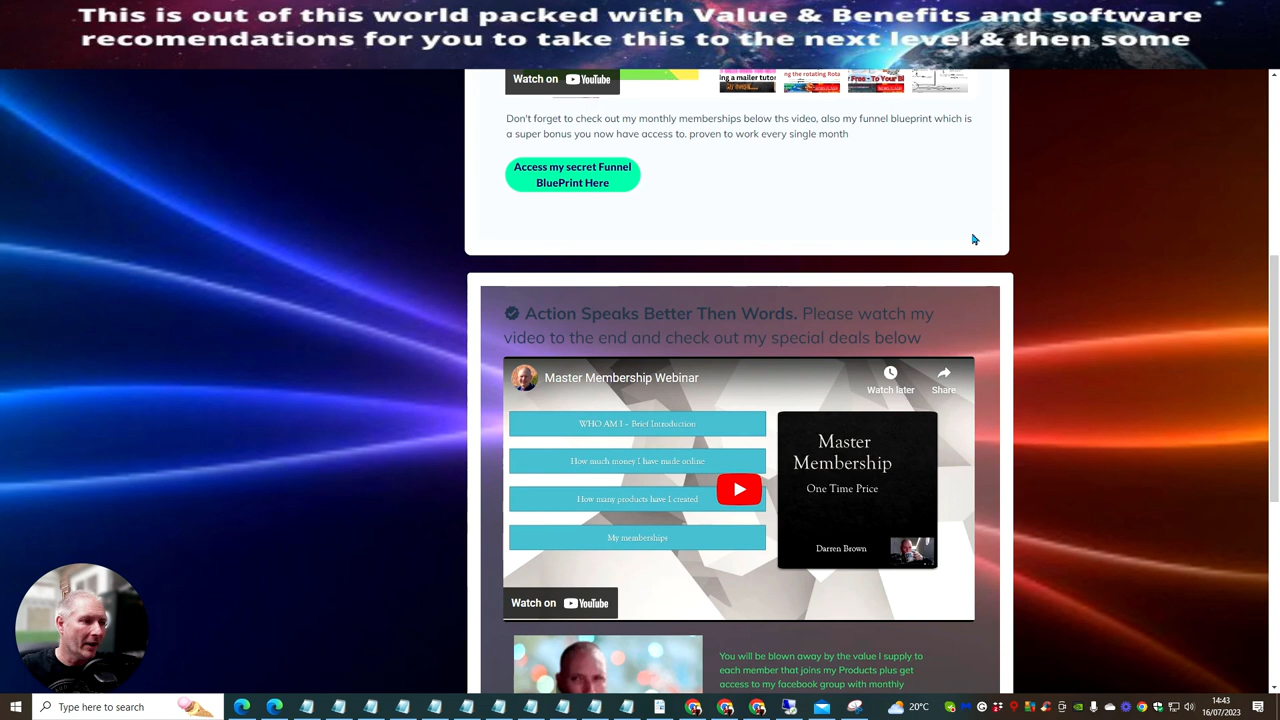 This is out of this world packed with Value & Benefits and software
recomendations for you to take this to the next level & then some
Watch on YouTube
Don't forget to check out my monthly memberships below ths video, also my funnel blueprint which is
a super bonus you now have access to. proven to work every single month
Access my secret Funnel
BluePrint Here
Action Speaks Better Then Words. Please watch my
video to the end and check out my special deals below
Master Membership Webinar
Watch later
Share
WHO AM I - Brief Introduction
How much money I have made online
How many products have I created
My memberships
Master
Membership
One Time Price
Darren Brown
Watch on YouTube
You will be blown away by the value I supply to
each member that joins my Products plus get
access to my facebook group with monthly
Type here to search
20°C
14:43
16/07/2023